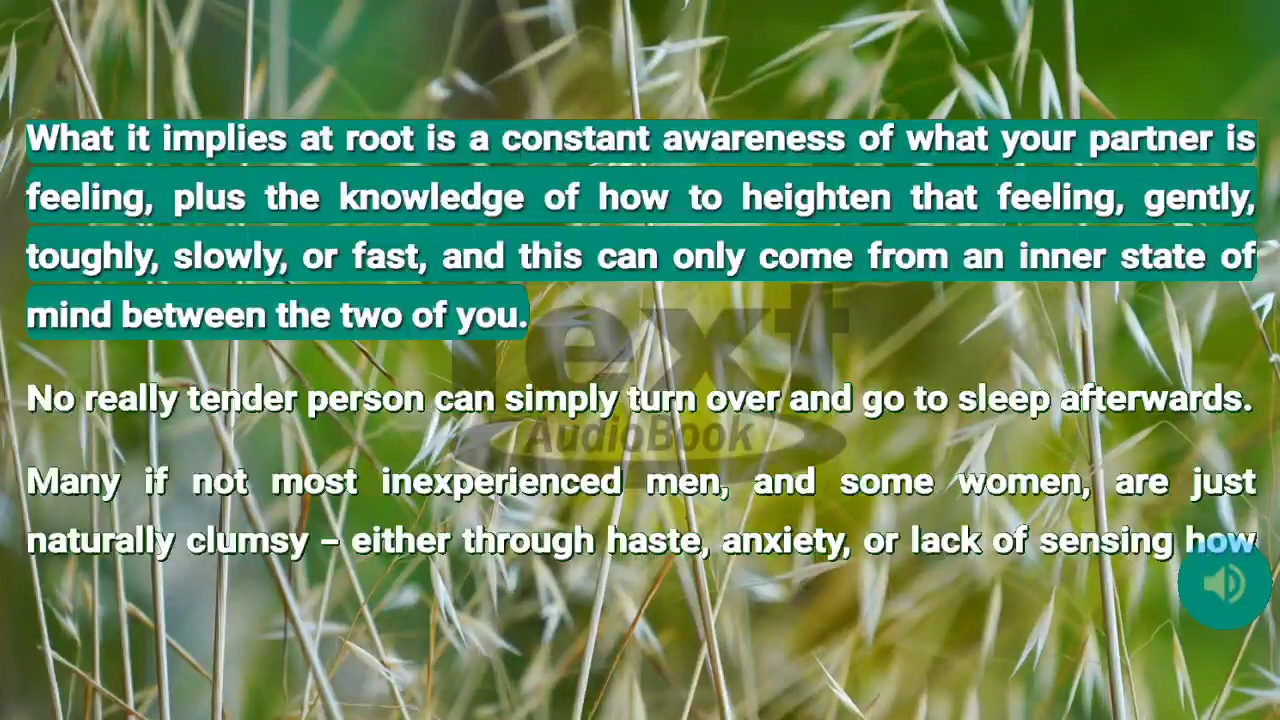 What it implies at root is a constant awareness of what your partner is
feeling, plus the knowledge of how to heighten that feeling, gently,
toughly, slowly, or fast, and this can only come from an inner state of
mind between the two of you.
Text
AudioBook
No really tender person can simply turn over and go to sleep afterwards.
Many if not most inexperienced men, and some women, are just
naturally clumsy – either through haste, anxiety, or lack of sensing how